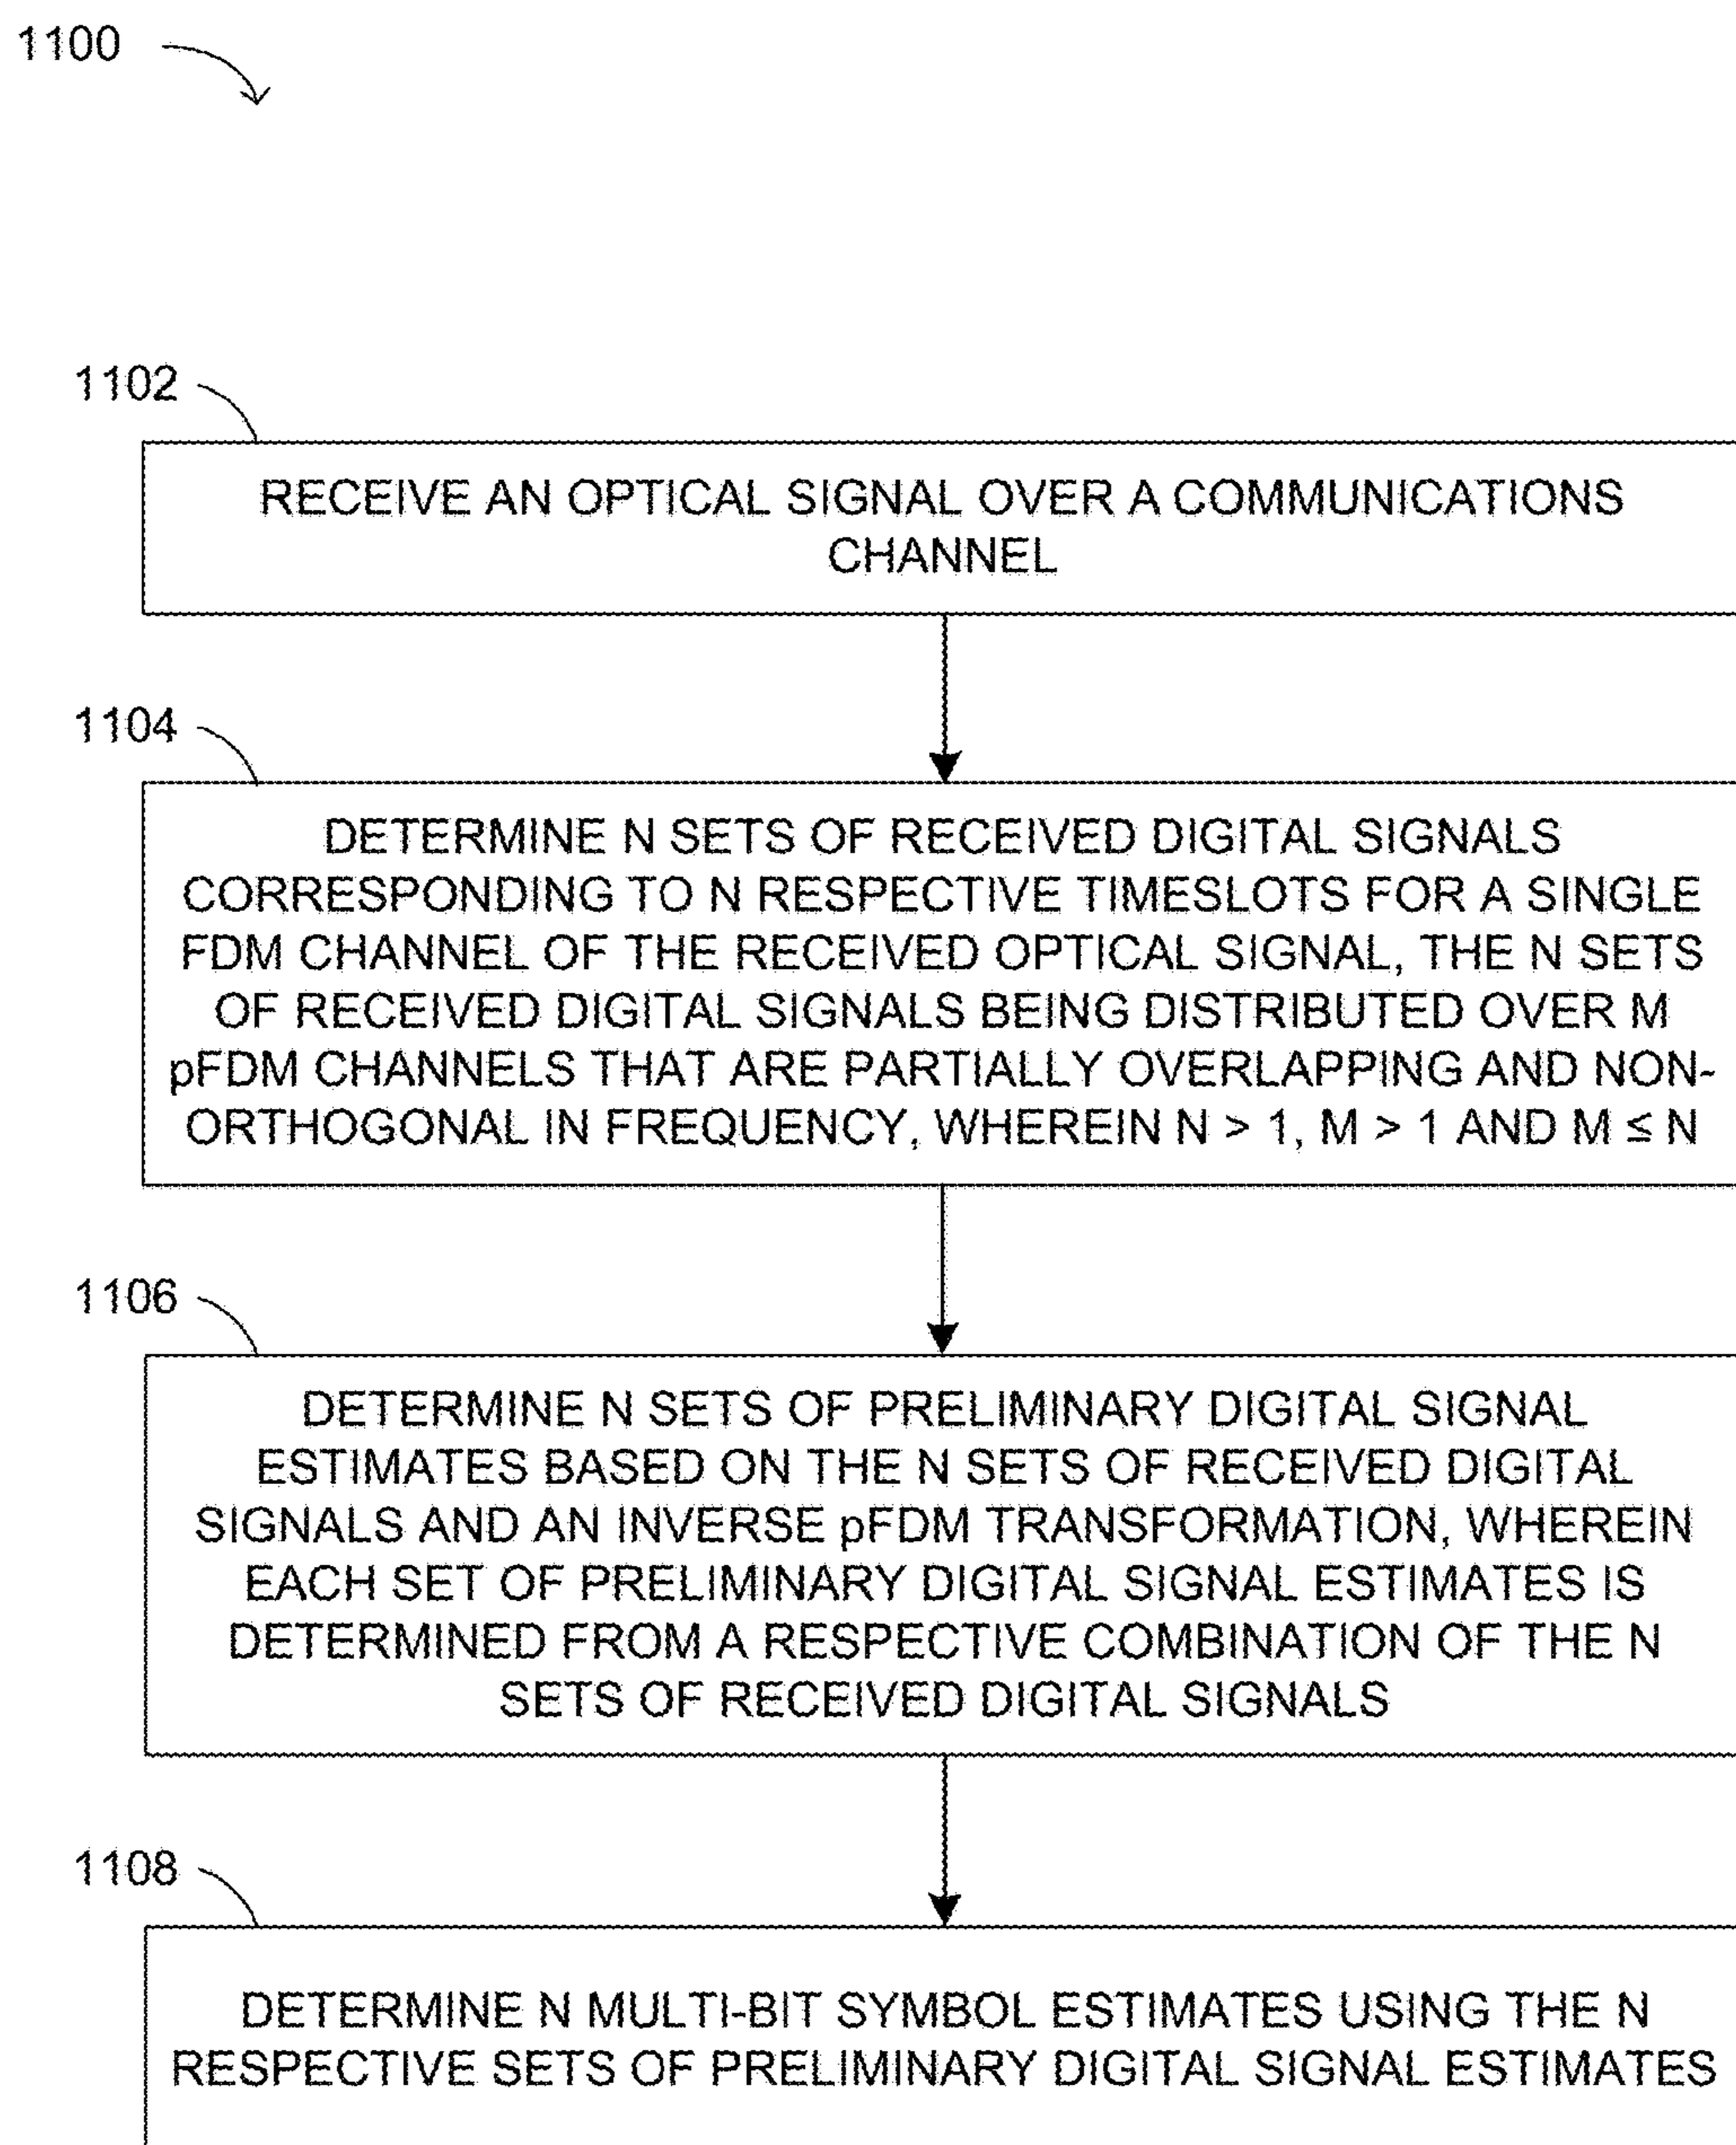 1100
1102
RECEIVE AN OPTICAL SIGNAL OVER A COMMUNICATIONS
CHANNEL
1104
DETERMINE N SETS OF RECEIVED DIGITAL SIGNALS
CORRESPONDING TO N RESPECTIVE TIMESLOTS FOR A SINGLE
FDM CHANNEL OF THE RECEIVED OPTICAL SIGNAL, THE N SETS
OF RECEIVED DIGITAL SIGNALS BEING DISTRIBUTED OVER M
pFDM CHANNELS THAT ARE PARTIALLY OVERLAPPING AND NON-
ORTHOGONAL IN FREQUENCY, WHEREIN N > 1, M > 1 AND M ≤ N
1106
DETERMINE N SETS OF PRELIMINARY DIGITAL SIGNAL
ESTIMATES BASED ON THE N SETS OF RECEIVED DIGITAL
SIGNALS AND AN INVERSE pFDM TRANSFORMATION, WHEREIN
EACH SET OF PRELIMINARY DIGITAL SIGNAL ESTIMATES IS
DETERMINED FROM A RESPECTIVE COMBINATION OF THE N
SETS OF RECEIVED DIGITAL SIGNALS
1108
DETERMINE N MULTI-BIT SYMBOL ESTIMATES USING THE N
RESPECTIVE SETS OF PRELIMINARY DIGITAL SIGNAL ESTIMATES